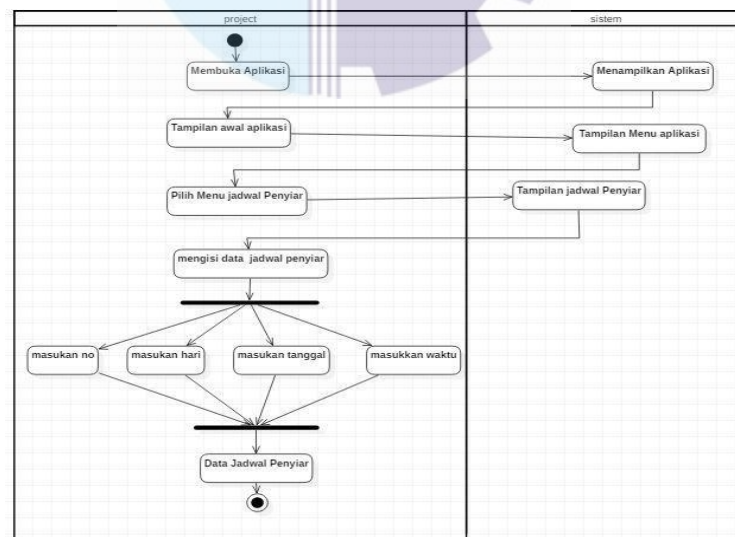 project
sistem
Membuka Aplikasi
Menampilkan Aplikasi
Tampilan awal aplikasi
Tampilan Menu aplikasi
Pilih Menu jadwal Penyiar
Tampilan jadwal Penyiar
mengisi data jadwal penyiar
masukan no
masukan hari
masukan tanggal
masukkan waktu
Data Jadwal Penyiar